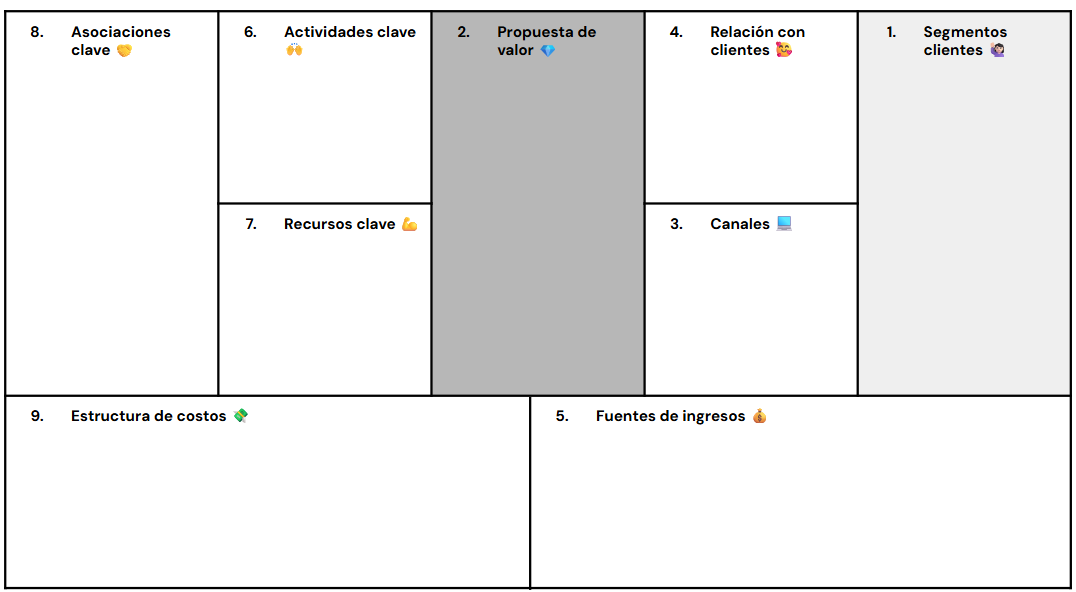 8. Asociaciones
clave 🤝
6. Actividades clave
🙌
2. Propuesta de
valor 💎
4. Relación con
clientes 🥰
1. Segmentos
clientes 🙋🏻‍♀️
7. Recursos clave 💪
3. Canales 💻
9. Estructura de costos 💸
5. Fuentes de ingresos 💰